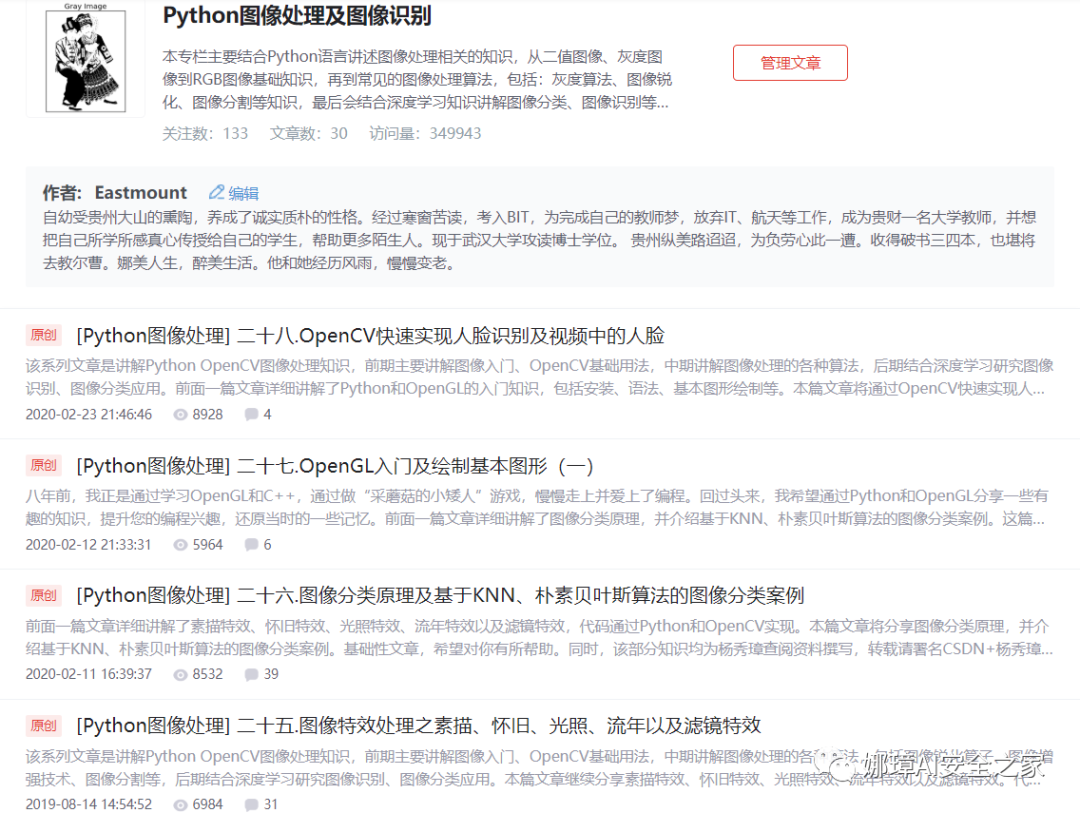 Gray Image
Python图像处理及图像识别
本专栏主要结合Python语言讲述图像处理相关的知识，从二值图像、灰度图
像到RGB图像基础知识，再到常见的图像处理算法，包括：灰度算法、图像锐
化、图像分割等知识，最后会结合深度学习知识讲解图像分类、图像识别等...
管理文章
关注数：133 文章数：30 访问量：349943
作者： Eastmount 编辑
自幼受贵州大山的熏陶，养成了诚实质朴的性格。经过寒窗苦读，考入BIT，为完成自己的教师梦，放弃IT、航天等工作，成为贵财一名大学教师，并想
把自己所学所感真心传授给自己的学生，帮助更多陌生人。现于武汉大学攻读博士学位。 贵州纵美路迢迢，为负劳心此一遭。收得破书三四本，也堪将
去教尔曹。娜美人生，醉美生活。他和她经历风雨，慢慢变老。
原创 [Python图像处理] 二十八.OpenCV快速实现人脸识别及视频中的人脸
该系列文章是讲解Python OpenCV图像处理知识，前期主要讲解图像入门、OpenCV基础用法，中期讲解图像处理的各种算法，后期结合深度学习研究图像
识别、图像分类应用。前面一篇文章详细讲解了Python和OpenGL的入门知识，包括安装、语法、基本图形绘制等。本篇文章将通过OpenCV快速实现人...
2020-02-23 21:46:46 8928 4
原创 [Python图像处理] 二十七.OpenGL入门及绘制基本图形（一）
八年前，我正是通过学习OpenGL和C++，通过做“采蘑菇的小矮人”游戏，慢慢走上并爱上了编程。回过头来，我希望通过Python和OpenGL分享一些有
趣的知识，提升您的编程兴趣，还原当时的一些记忆。前面一篇文章详细讲解了图像分类原理，并介绍基于KNN、朴素贝叶斯算法的图像分类案例。这篇...
2020-02-12 21:33:31 5964 6
原创 [Python图像处理] 二十六.图像分类原理及基于KNN、朴素贝叶斯算法的图像分类案例
前面一篇文章详细讲解了素描特效、怀旧特效、光照特效、流年特效以及滤镜特效，代码通过Python和OpenCV实现。本篇文章将分享图像分类原理，并介
绍基于KNN、朴素贝叶斯算法的图像分类案例。基础性文章，希望对你有所帮助。同时，该部分知识均为杨秀璋查阅资料撰写，转载请署名CSDN+杨秀璋...
2020-02-11 16:39:37 8532 39
原创 [Python图像处理] 二十五.图像特效处理之素描、怀旧、光照、流年以及滤镜特效
该系列文章是讲解Python OpenCV图像处理知识，前期主要讲解图像入门、OpenCV基础用法，中期讲解图像处理的各种算法，包括图像锐化算子、图像增
强技术、图像分割等，后期结合深度学习研究图像识别、图像分类应用。本篇文章继续分享素描特效、怀旧特效、光照特效、流年特效以及滤镜特效。代...
娜璋AI安全之家
2019-08-14 14:54:52 6984 31